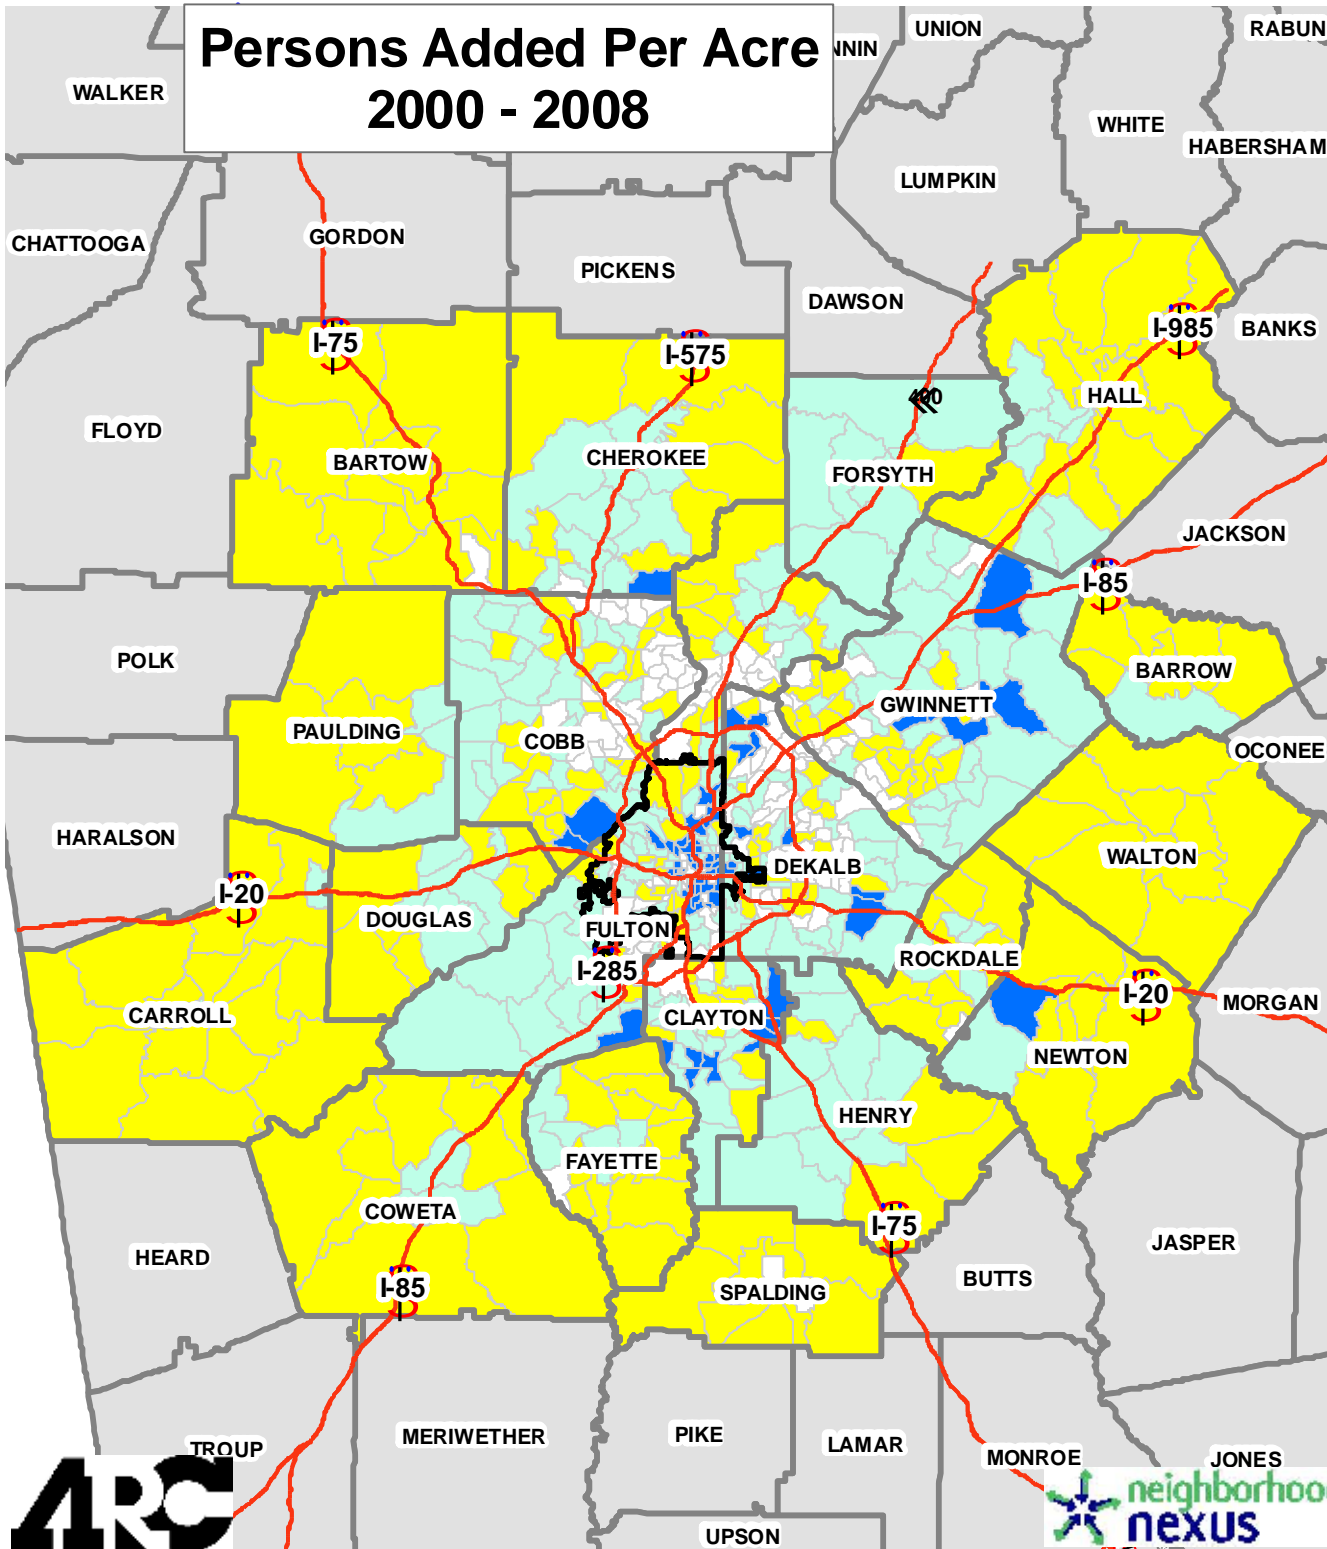 Persons Added Per Acre
2000 - 2008
UNION
RABUN
NNIN
WALKER
WHITE
HABERSHAM
LUMPKIN
CHATTOOGA
GORDON
PICKENS
DAWSON
I-75
I-575
I-985
BANKS
400
HALL
FLOYD
BARTOW
CHEROKEE
FORSYTH
JACKSON
I-85
POLK
BARROW
PAULDING
COBB
GWINNETT
OCONEE
HARALSON
WALTON
DEKALB
I-20
DOUGLAS
FULTON
ROCKDALE
I-285
I-20
CARROLL
CLAYTON
MORGAN
NEWTON
HENRY
FAYETTE
COWETA
I-75
HEARD
JASPER
I-85
SPALDING
BUTTS
TROUP
MERIWETHER
PIKE
LAMAR
MONROE
JONES
ARC
neighborhoo
nexus
UPSON